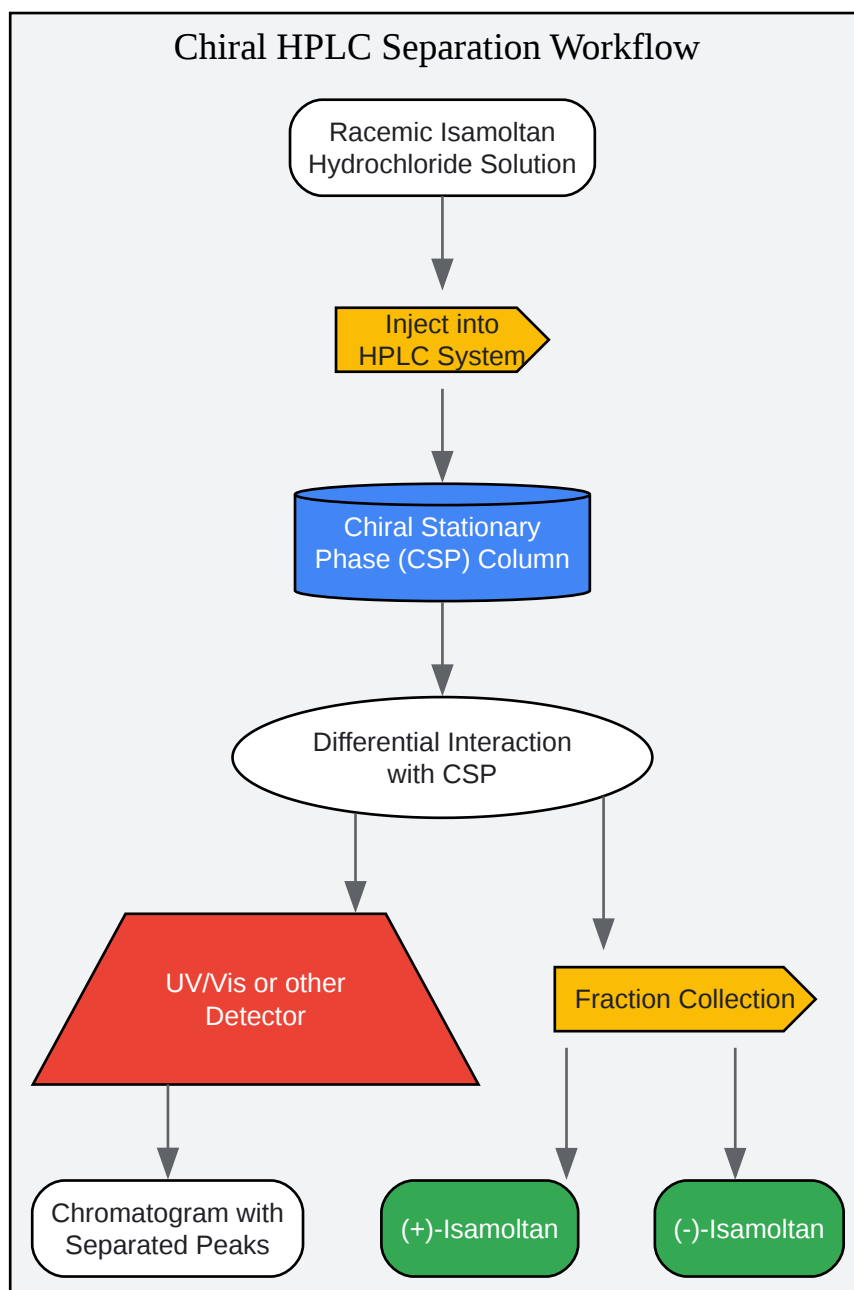 Chiral HPLC Separation Workflow
Racemic Isamoltan
Hydrochloride Solution
Inject into
HPLC System
Chiral Stationary
Phase (CSP) Column
Differential Interaction
with CSP
UV/Vis or other
Detector
Fraction Collection
Chromatogram with
Separated Peaks
(+)-Isamoltan
(-)-Isamoltan